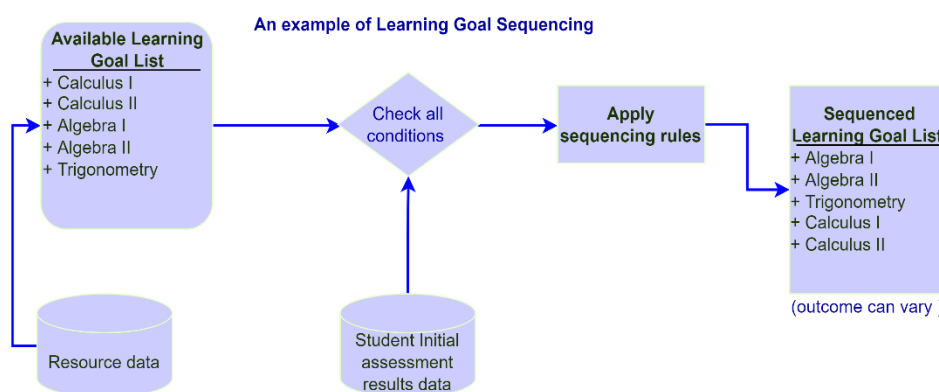 An example of Learning Goal Sequencing
Available Learning
Goal List
+ Calculus I
+ Calculus II
+ Algebra I
+ Algebra II
+ Trigonometry
Check all
conditions
Apply
sequencing rules
Sequenced
Learning Goal List
+ Algebra I
+ Algebra II
+ Trigonometry
+ Calculus I
+ Calculus II
(outcome can vary )
Resource data
Student Initial
assessment
results data